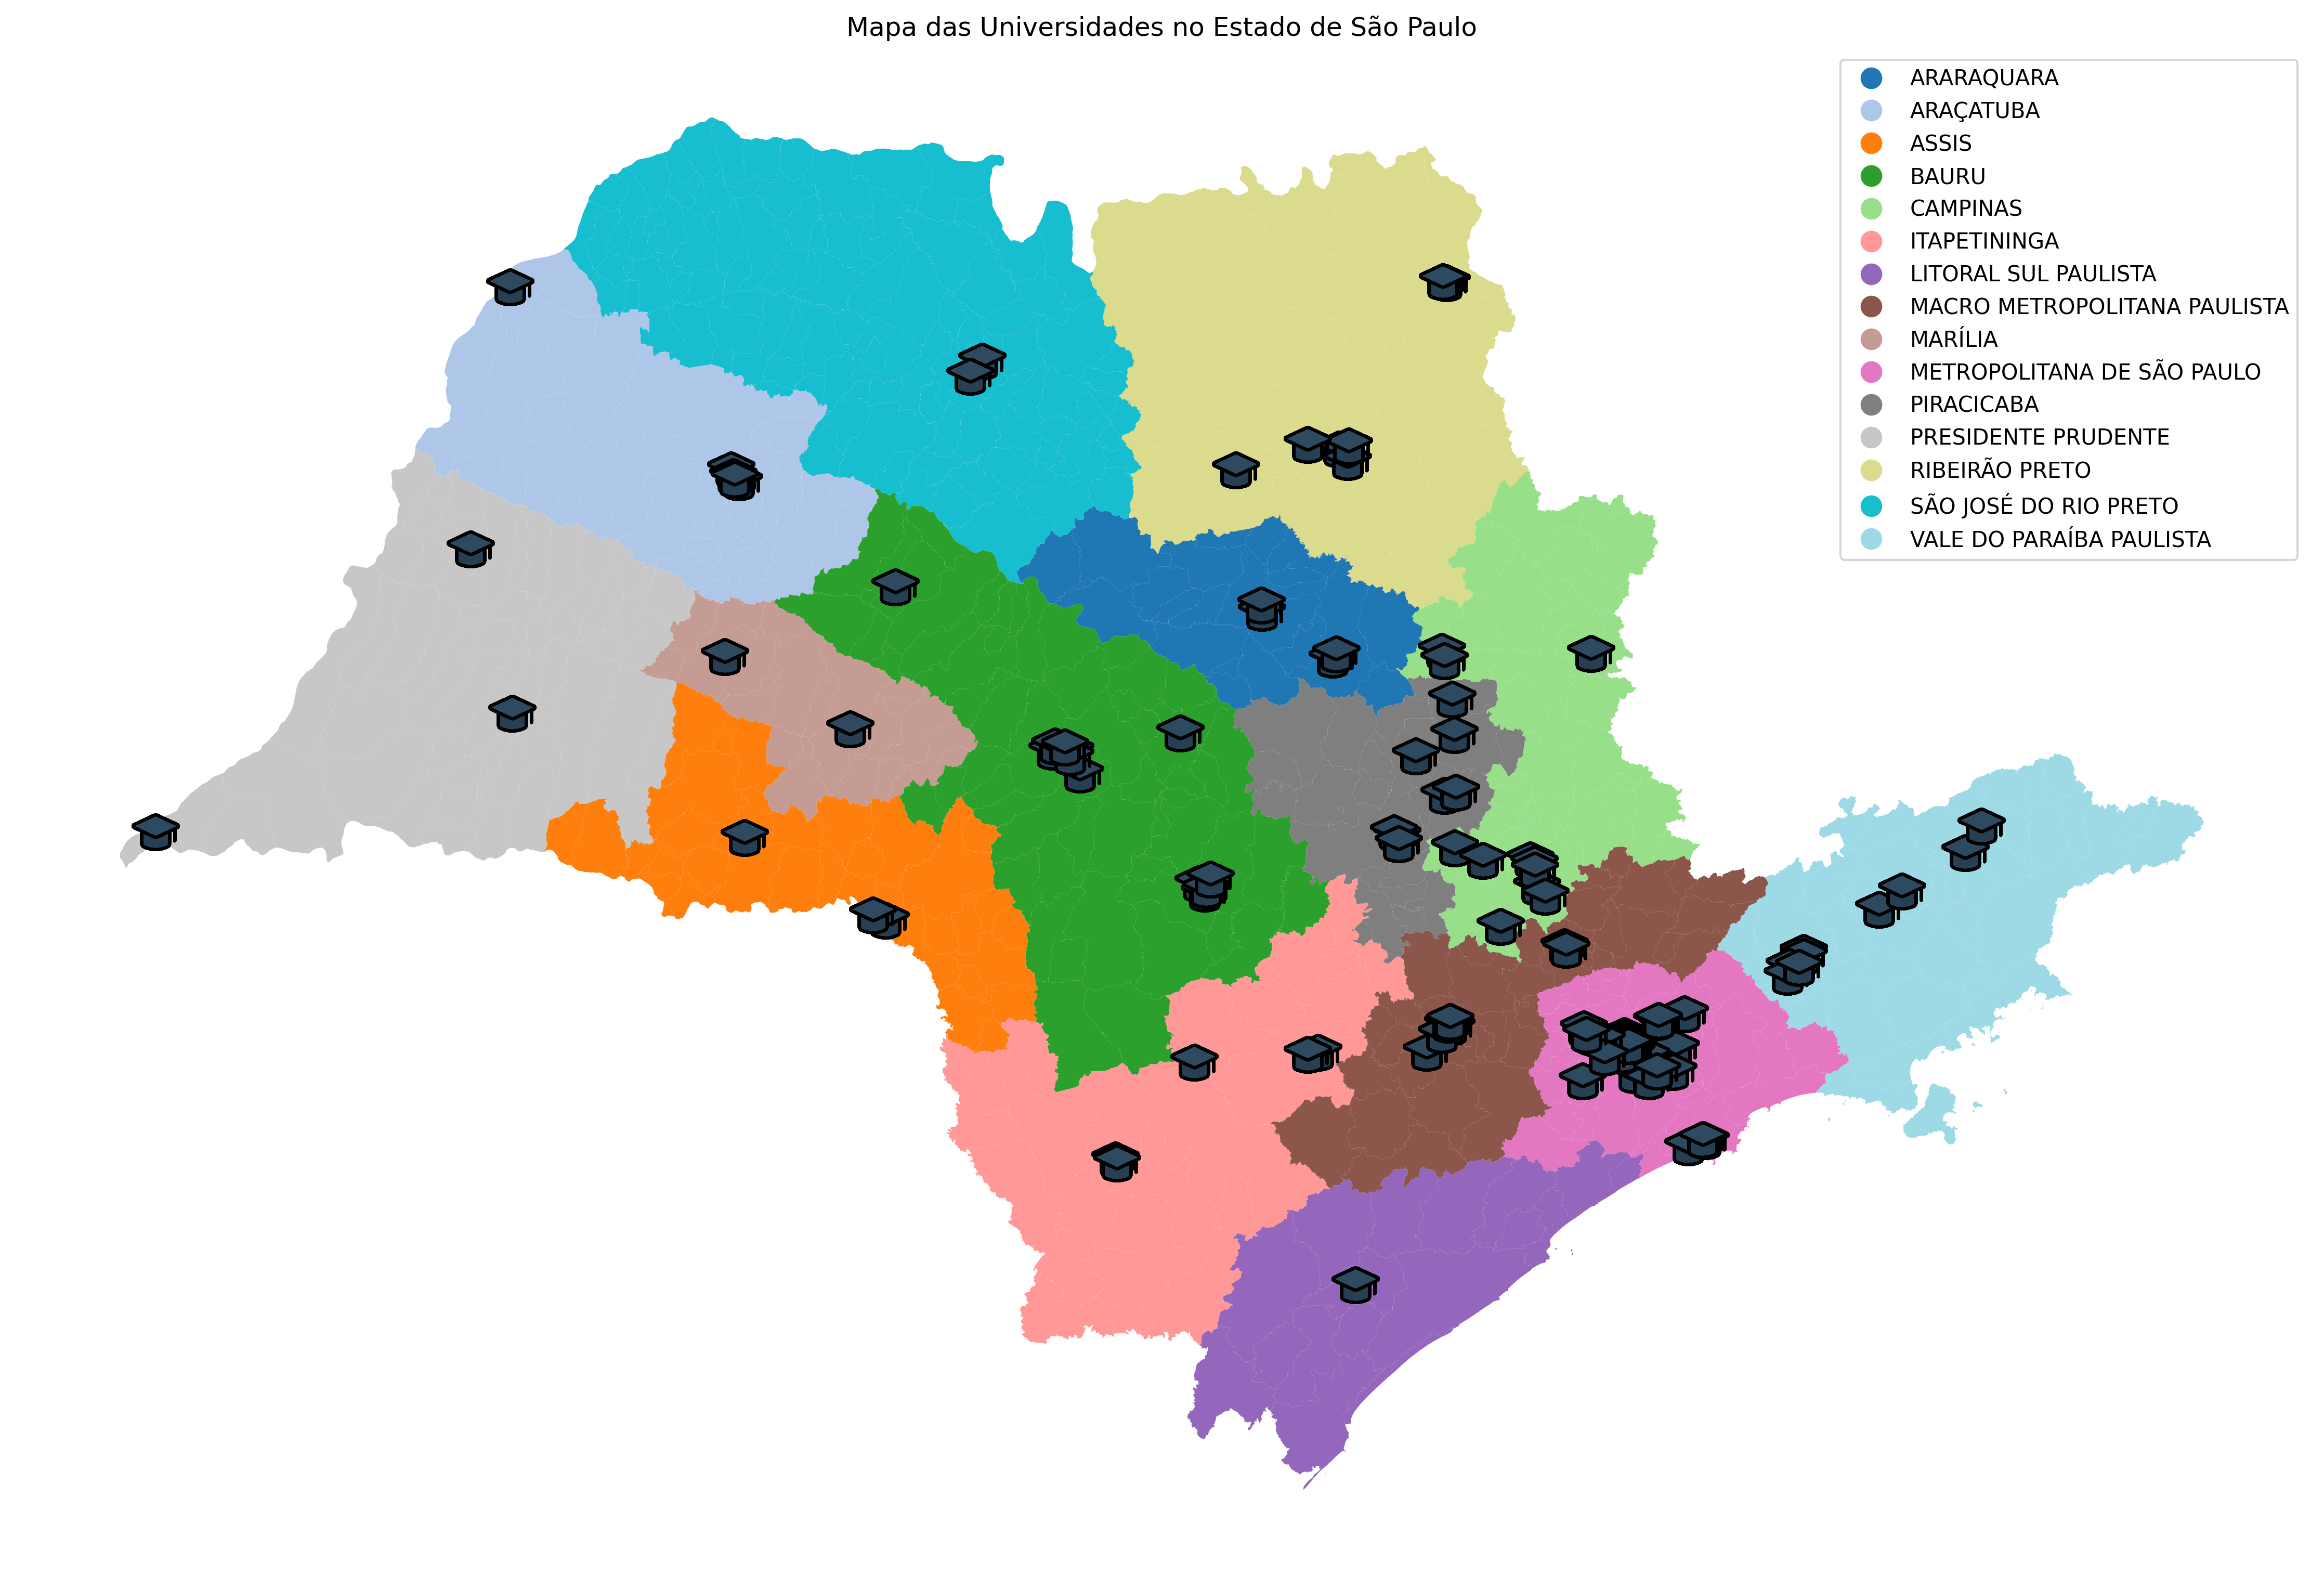 Mapa das Universidades no Estado de São Paulo
ARARAQUARA
ARAÇATUBA
ASSIS
BAURU
CAMPINAS
ITAPETININGA
LITORAL SUL PAULISTA
MACRO METROPOLITANA PAULISTA
MARÍLIA
METROPOLITANA DE SÃO PAULO
PIRACICABA
PRESIDENTE PRUDENTE
RIBEIRÃO PRETO
SÃO JOSÉ DO RIO PRETO
VALE DO PARAÍBA PAULISTA